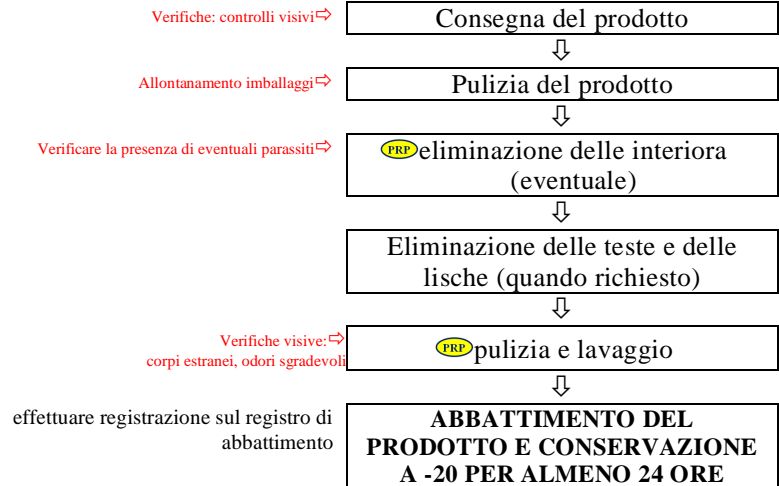 Verifiche: controlli visivi⇨
Consegna del prodotto
Allontanamento imballaggi⇨
Pulizia del prodotto
Verificare la presenza di eventuali parassiti⇨
PRP eliminazione delle interiora
(eventuale)
Eliminazione delle teste e delle
lische (quando richiesto)
Verifiche visive:⇨
corpi estranei, odori sgradevoli
PRP pulizia e lavaggio
effettuare registrazione sul registro di
abbattimento
ABBATTIMENTO DEL
PRODOTTO E CONSERVAZIONE
A -20 PER ALMENO 24 ORE